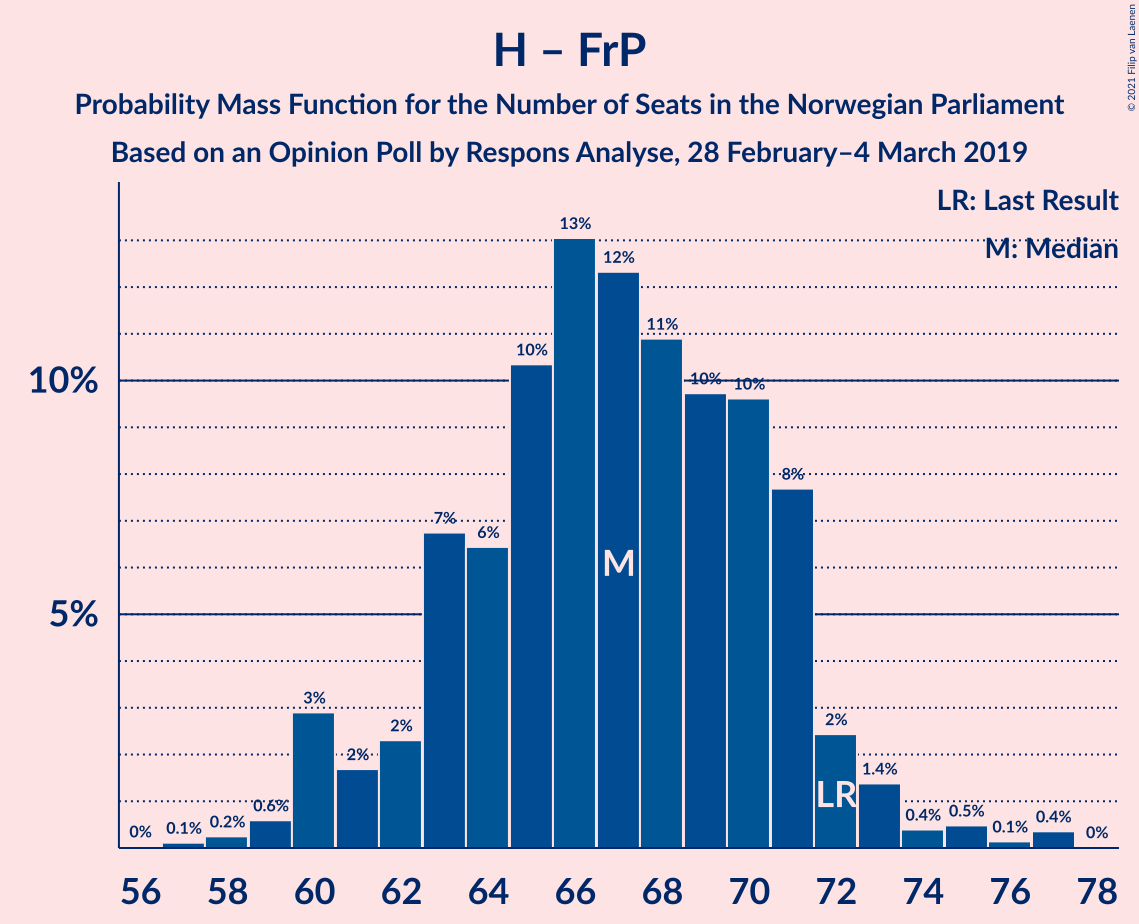 H – FrP
Probability Mass Function for the Number of Seats in the Norwegian Parliament
Based on an Opinion Poll by Respons Analyse, 28 February–4 March 2019
© 2021 Filip van Laenen
LR: Last Result
M: Median
10%
5%
0%
0.1%
0.2%
0.6%
3%
2%
2%
7%
6%
10%
13%
12%
11%
10%
10%
8%
2%
1.4%
0.4%
0.5%
0.1%
0.4%
0%
M
LR
56 58 60 62 64 66 68 70 72 74 76 78